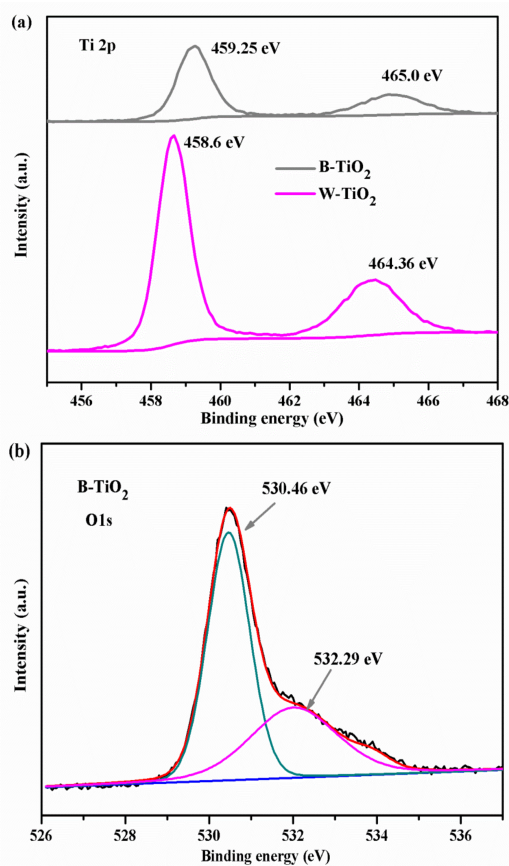 (a)
Ti 2p
459.25 eV
465.0 eV
458.6 eV
B-TiO₂
W-TiO₂
464.36 eV
Intensity (a.u.)
456 458 460 462 464 466 468
Binding energy (eV)
(b)
B-TiO₂
O1s
530.46 eV
532.29 eV
Intensity (a.u.)
526 528 530 532 534 536
Binding energy (eV)